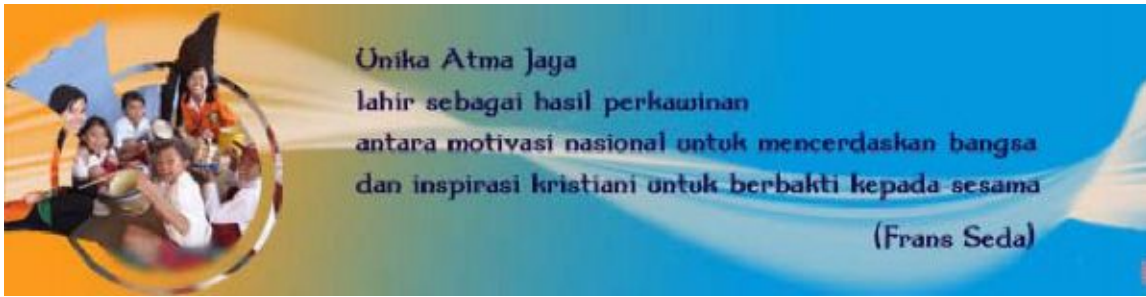 Unika Atma Jaya
lahir sebagai hasil perkawinan
antara motivasi nasional untuk mencerdaskan bangsa
dan inspirasi kristiani untuk berbakti kepada sesama
(Frans Seda)